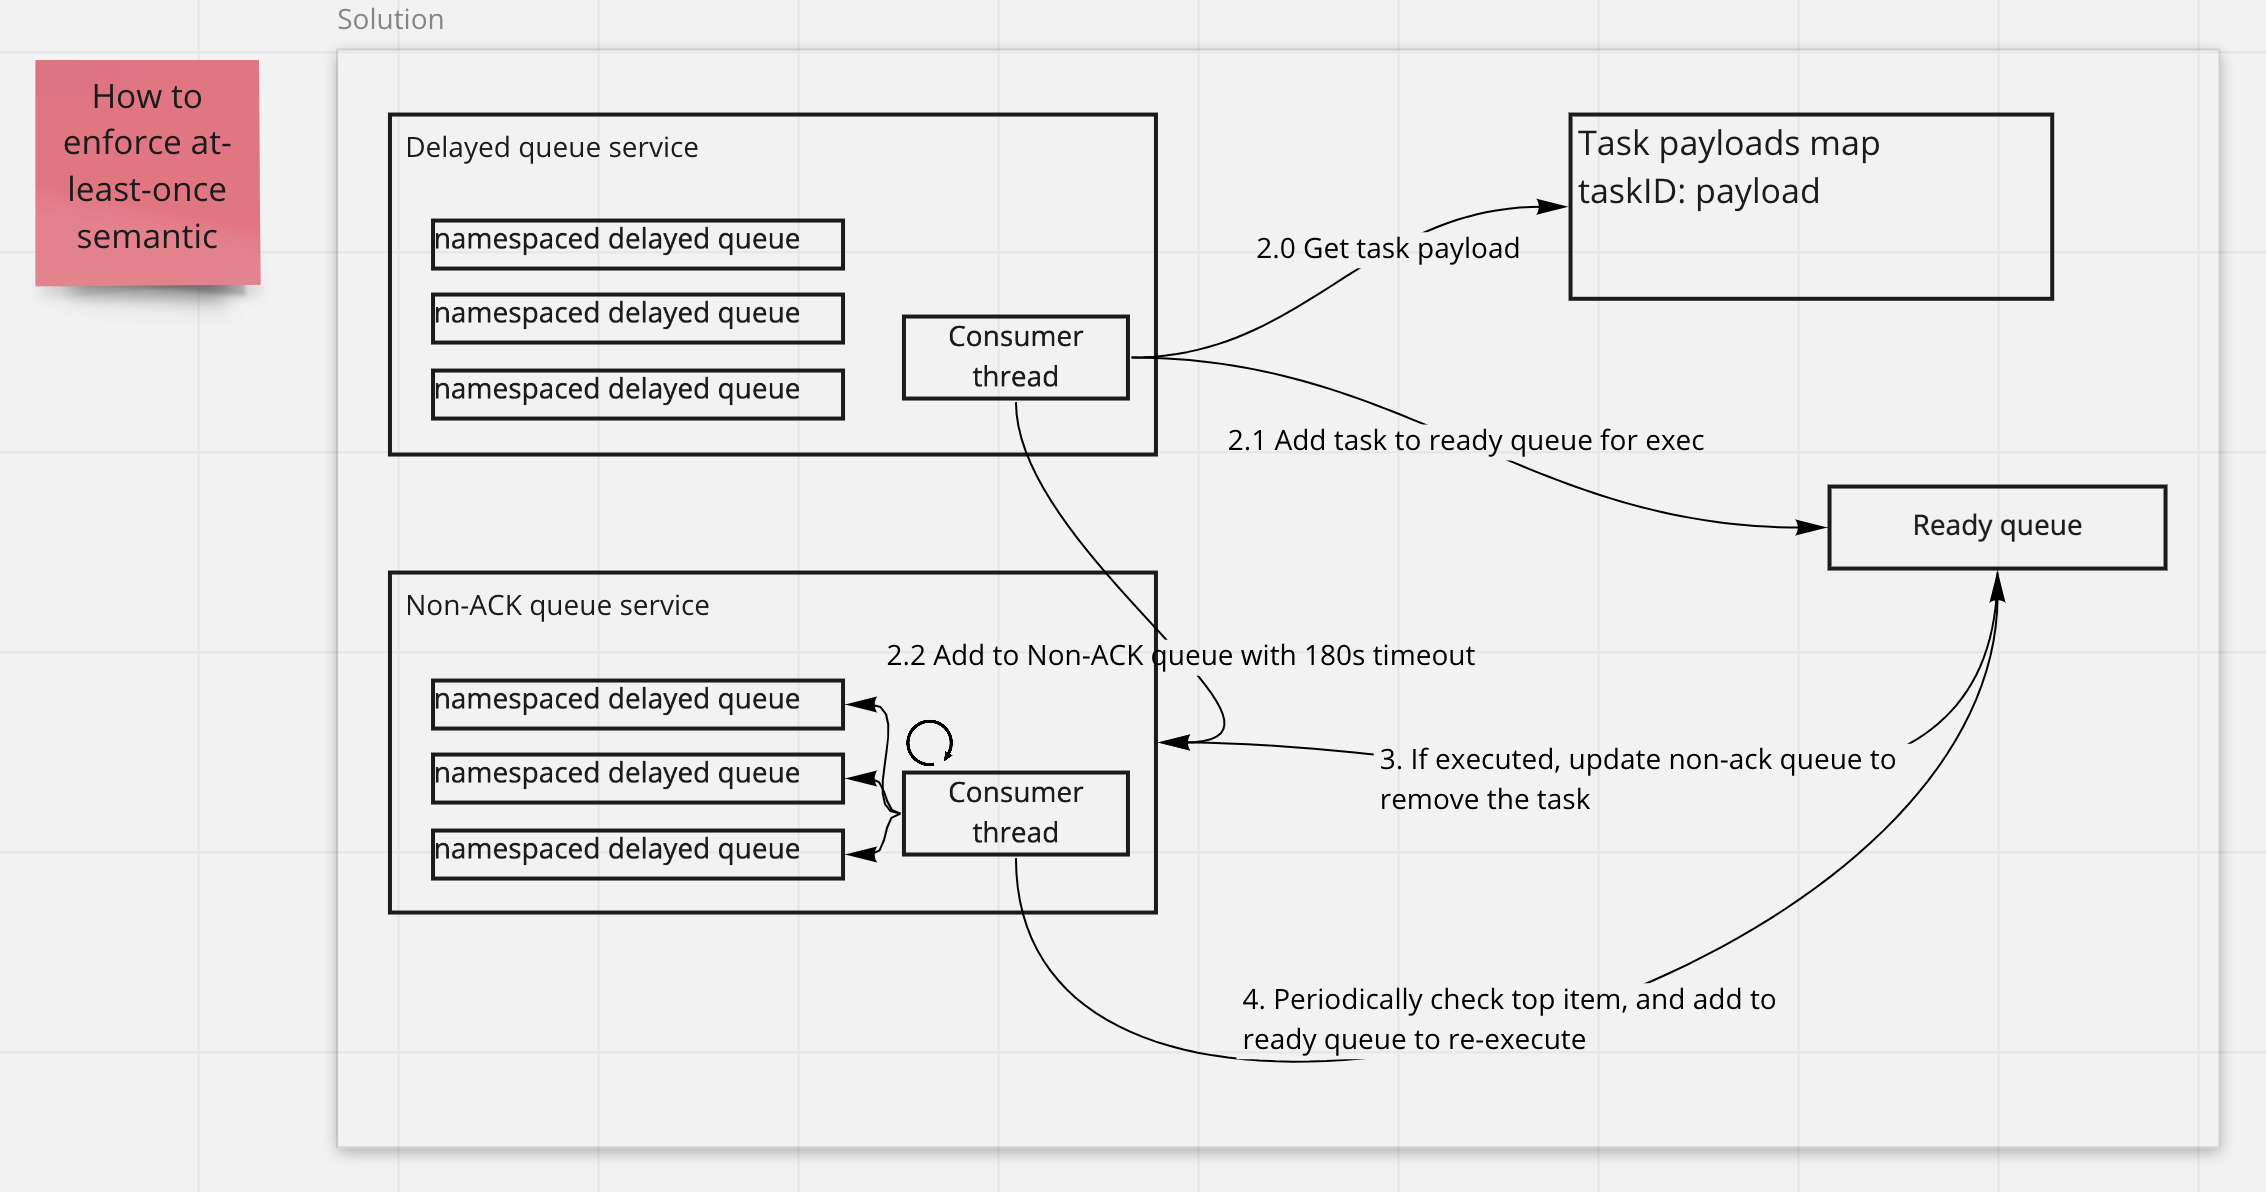 Solution
How to
enforce at-
least-once
semantic
Delayed queue service
namespaced delayed queue
namespaced delayed queue
namespaced delayed queue
Consumer
thread
Task payloads map
taskID: payload
2.0 Get task payload
2.1 Add task to ready queue for exec
Ready queue
Non-ACK queue service
2.2 Add to Non-ACK queue with 180s timeout
namespaced delayed queue
namespaced delayed queue
namespaced delayed queue
Consumer
thread
3. If executed, update non-ack queue to
remove the task
4. Periodically check top item, and add to
ready queue to re-execute